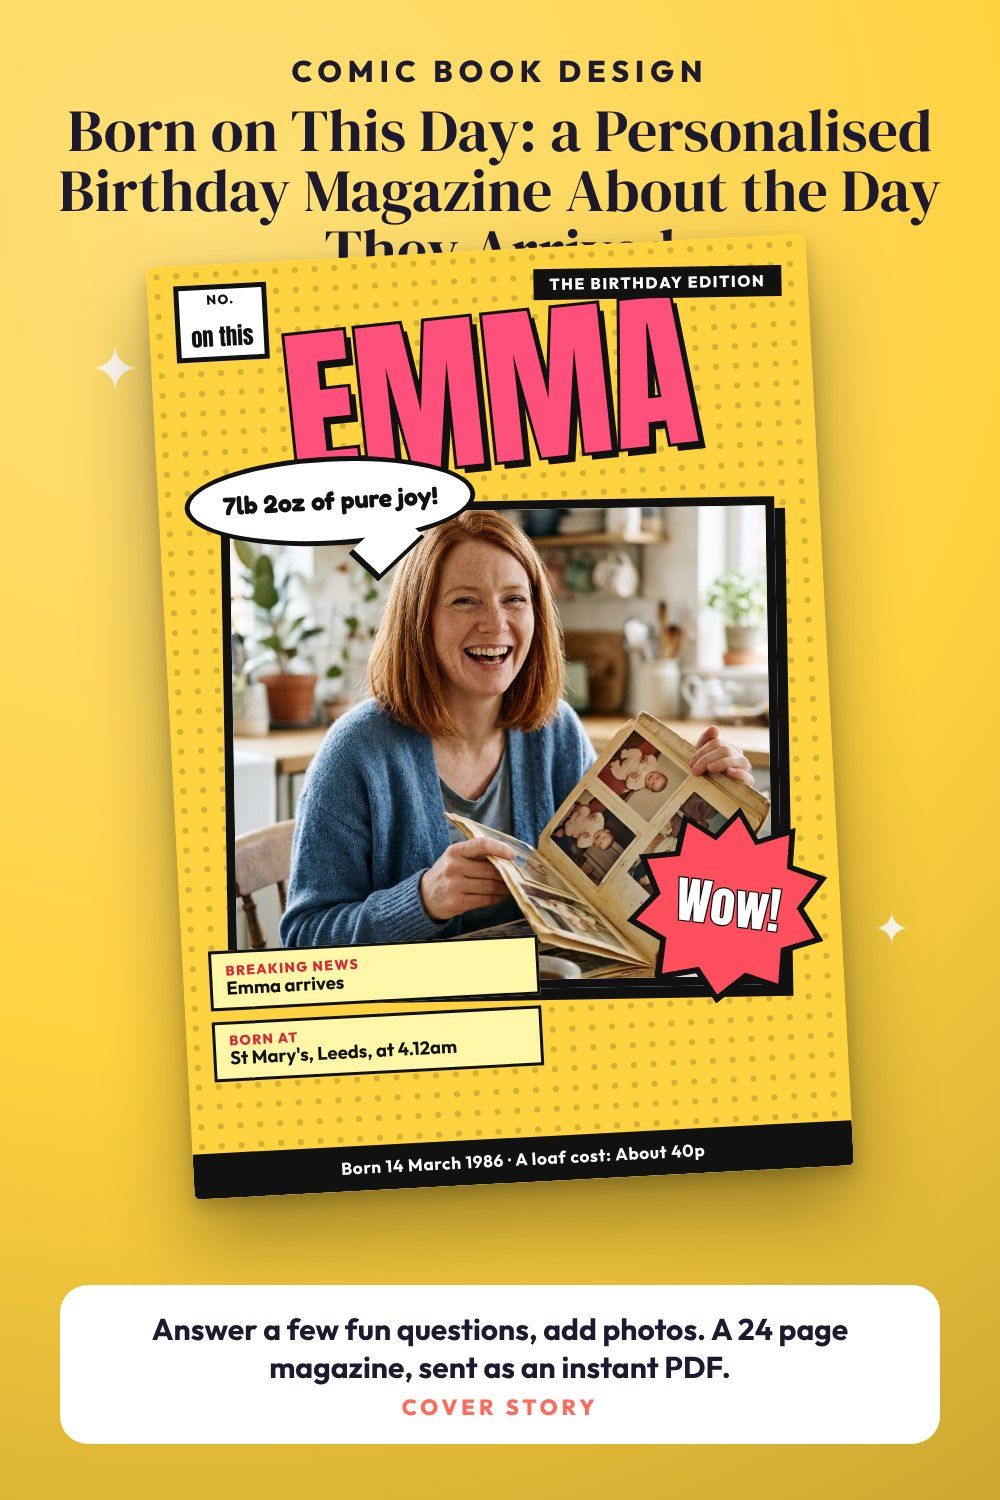 COMIC BOOK DESIGN
Born on This Day: a Personalised
Birthday Magazine About the Day
They Arrived
NO.
on this
THE BIRTHDAY EDITION
EMMA
7lb 2oz of pure joy!
Wow!
BREAKING NEWS
Emma arrives
BORN AT
St Mary's, Leeds, at 4.12am
Born 14 March 1986 · A loaf cost: About 40p
Answer a few fun questions, add photos. A 24 page
magazine, sent as an instant PDF.
COVER STORY